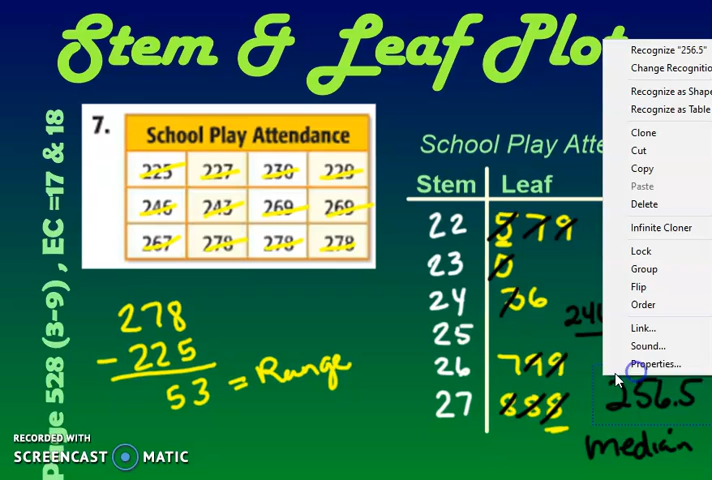 Stem & Leaf Plot
Page 528 (3-9) , EC =17 & 18
7.
School Play Attendance
225 227 230 229
246 243 269 269
267 278 278 278
278
- 225
53 = Range
School Play Atte
Stem Leaf
22 5 7 9
23 0
24 3 6
25
26 7 9 9
27 8 8 8
246
256.5
median
Recognize "256.5"
Change Recognitio
Recognize as Shape
Recognize as Table
Clone
Cut
Copy
Paste
Delete
Infinite Cloner
Lock
Group
Flip
Order
Link...
Sound...
Properties...
RECORDED WITH
SCREENCAST MATIC